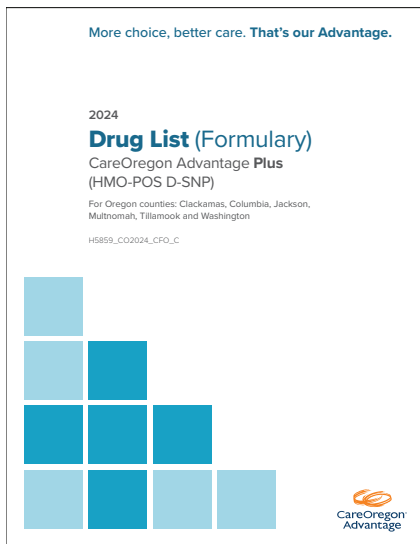 More choice, better care. That's our Advantage.
2024
Drug List (Formulary)
CareOregon Advantage Plus
(HMO-POS D-SNP)
For Oregon counties: Clackamas, Columbia, Jackson,
Multnomah, Tillamook and Washington
H5859_CO2024_CFO_C
CareOregon
Advantage